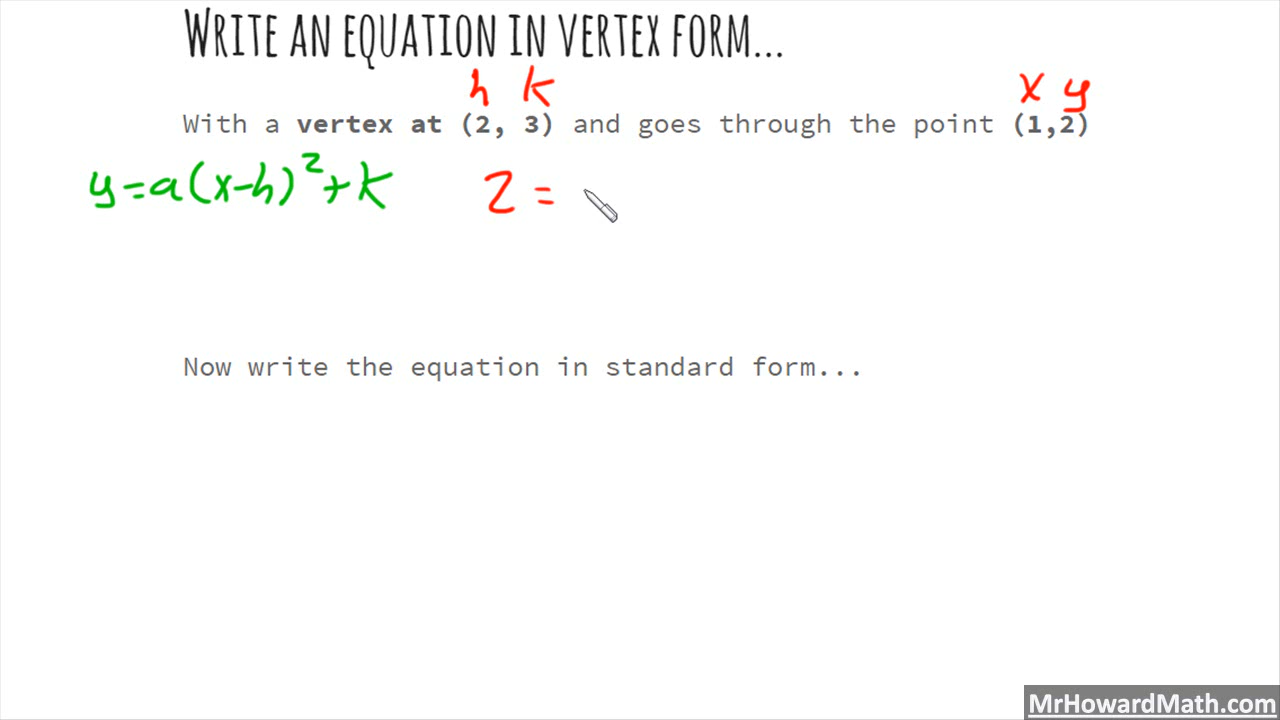 WRITE AN EQUATION IN VERTEX FORM...
h k x y
With a vertex at (2, 3) and goes through the point (1,2)
y=a(x-h)²+k 2 =
Now write the equation in standard form...
MrHowardMath.com